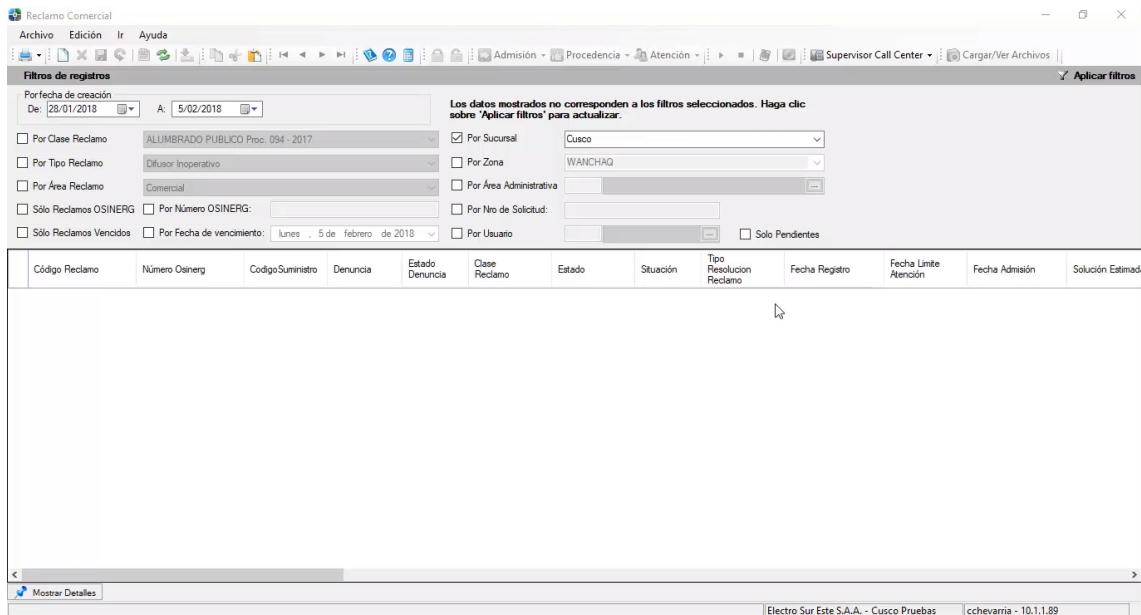 Reclamo Comercial
Archivo Edición Ir Ayuda
Admisión Procedencia Atención Supervisor Call Center Cargar/Ver Archivos
Filtros de registros Aplicar filtros
Por fecha de creación
De: 28/01/2018 A: 5/02/2018
Los datos mostrados no corresponden a los filtros seleccionados. Haga clic
sobre 'Aplicar filtros' para actualizar.
Por Clase Reclamo ALUMBRADO PUBLICO Proc. 094 - 2017 Por Sucursal Cusco
Por Tipo Reclamo Difusor Inoperativo Por Zona WANCHAQ
Por Área Reclamo Comercial Por Área Administrativa ...
Sólo Reclamos OSINERG Por Número OSINERG: Por Nro de Solicitud:
Sólo Reclamos Vencidos Por Fecha de vencimiento: lunes , 5 de febrero de 2018 Por Usuario ... Solo Pendientes
Código Reclamo Número Osinerg Codigo Suministro Denuncia Estado Denuncia Clase Reclamo Estado Situación Tipo Resolucion Reclamo Fecha Registro Fecha Limite Atención Fecha Admisión Solución Estimada
Mostrar Detalles
Electro Sur Este S.A.A. - Cusco Pruebas cchevarria - 10.1.1.89